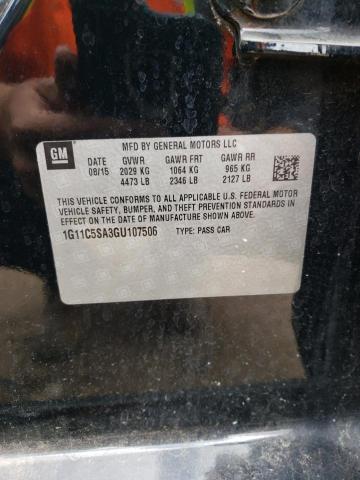 GM
MFD BY GENERAL MOTORS LLC
DATE GVWR GAWR FRT GAWR RR
08/15 2029 KG 1064 KG 965 KG
4473 LB 2346 LB 2127 LB
THIS VEHICLE CONFORMS TO ALL APPLICABLE U.S. FEDERAL MOTOR
VEHICLE SAFETY, BUMPER, AND THEFT PREVENTION STANDARDS IN
EFFECT ON THE DATE OF MANUFACTURE SHOWN ABOVE.
1G11C5SA3GU107506 TYPE: PASS CAR